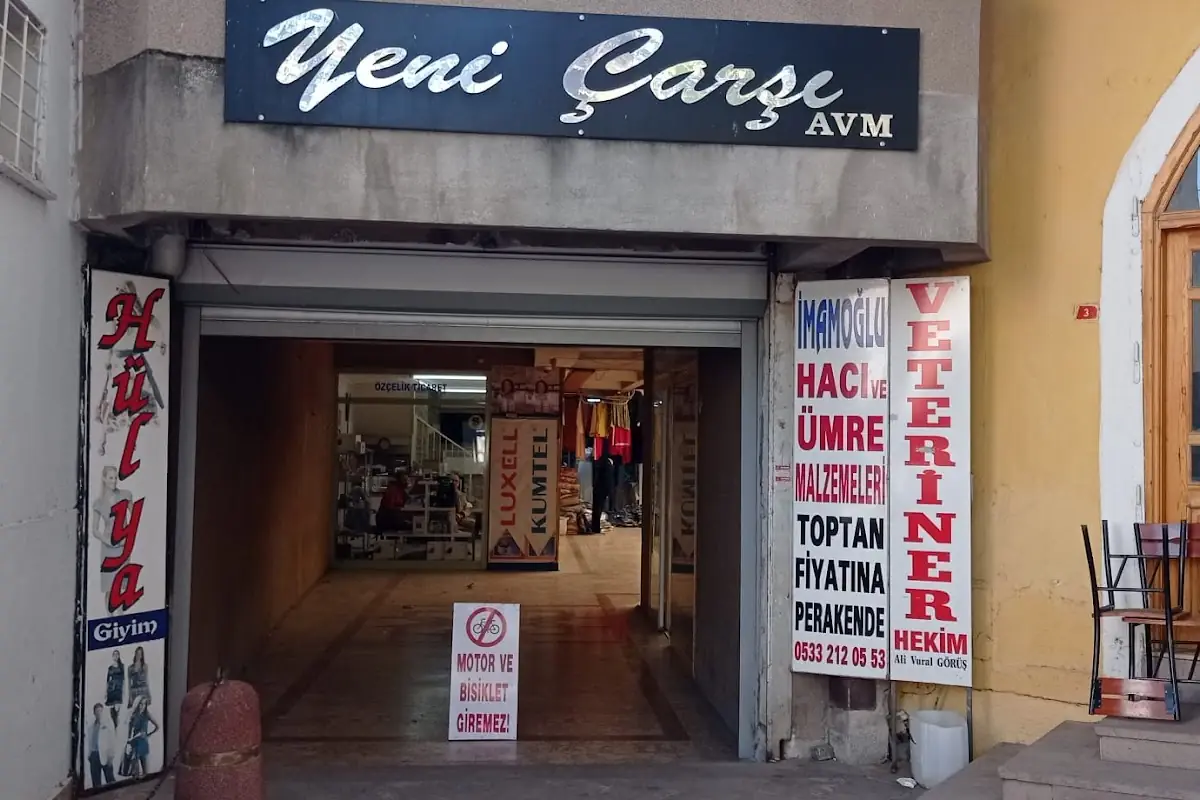 Yeni Çarşı
AVM
Hülya
Giyim
ÖZÇELİK TİCARET
LUXELL
KUMTEL
MOTOR VE
BİSİKLET
GİREMEZ!
İMAMOĞLU
HACI VE
ÜMRE
MALZEMELERİ
TOPTAN
FİYATINA
PERAKENDE
0533 212 05 53
VETERİNER
HEKİM
Ali Vural GÖRÜŞ
3